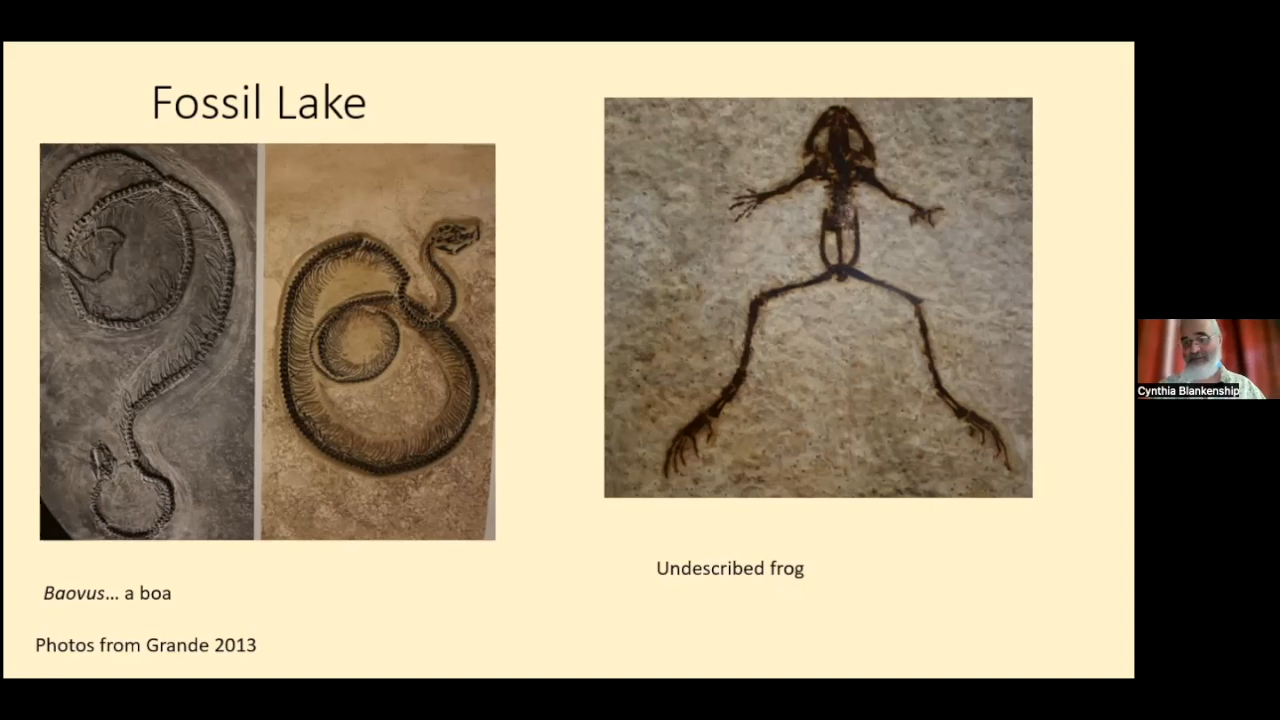 Fossil Lake
Baovus... a boa
Photos from Grande 2013
Undescribed frog
Cynthia Blankenship